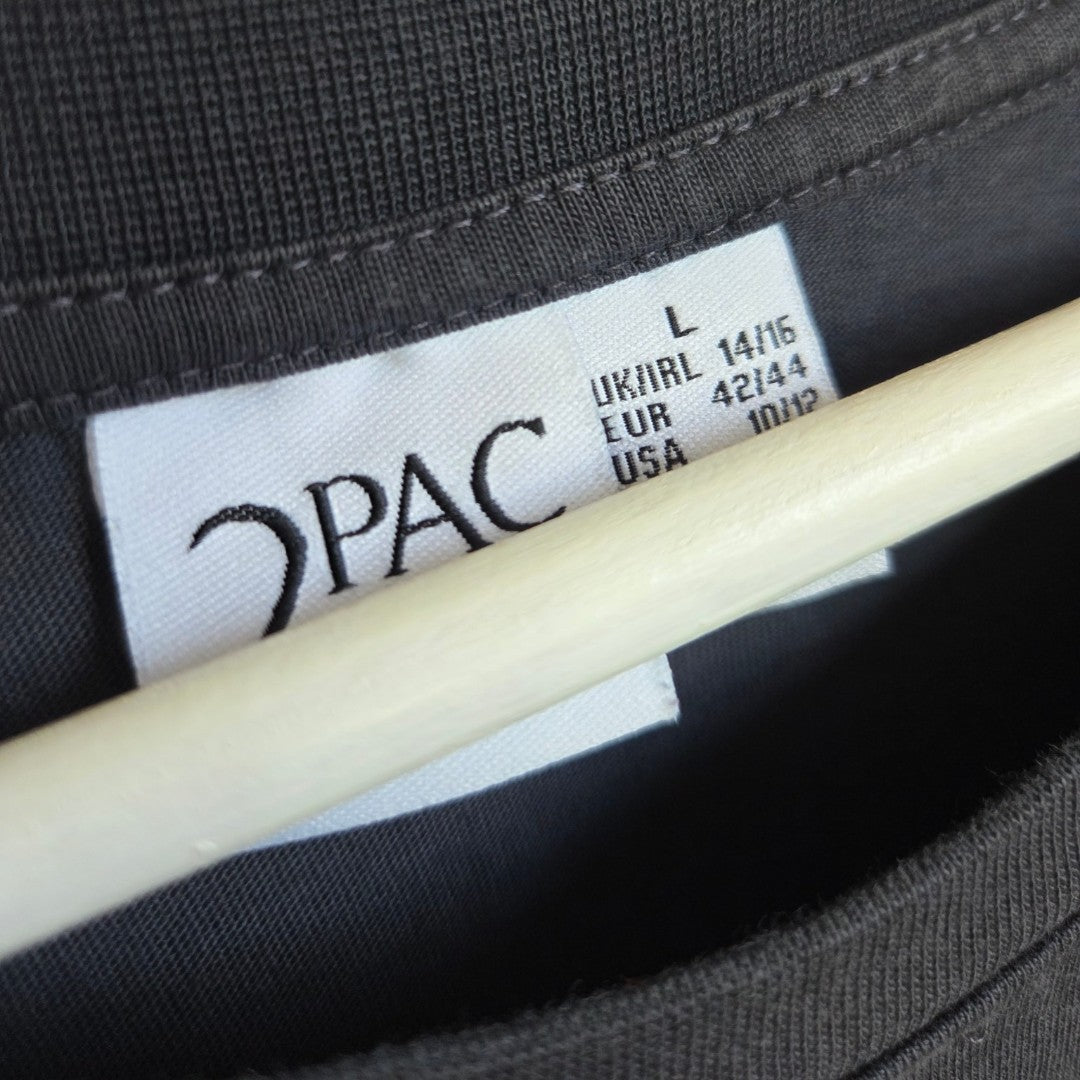 2PAC
L
UK/IRL 14/16
EUR 42/44
USA 10/12